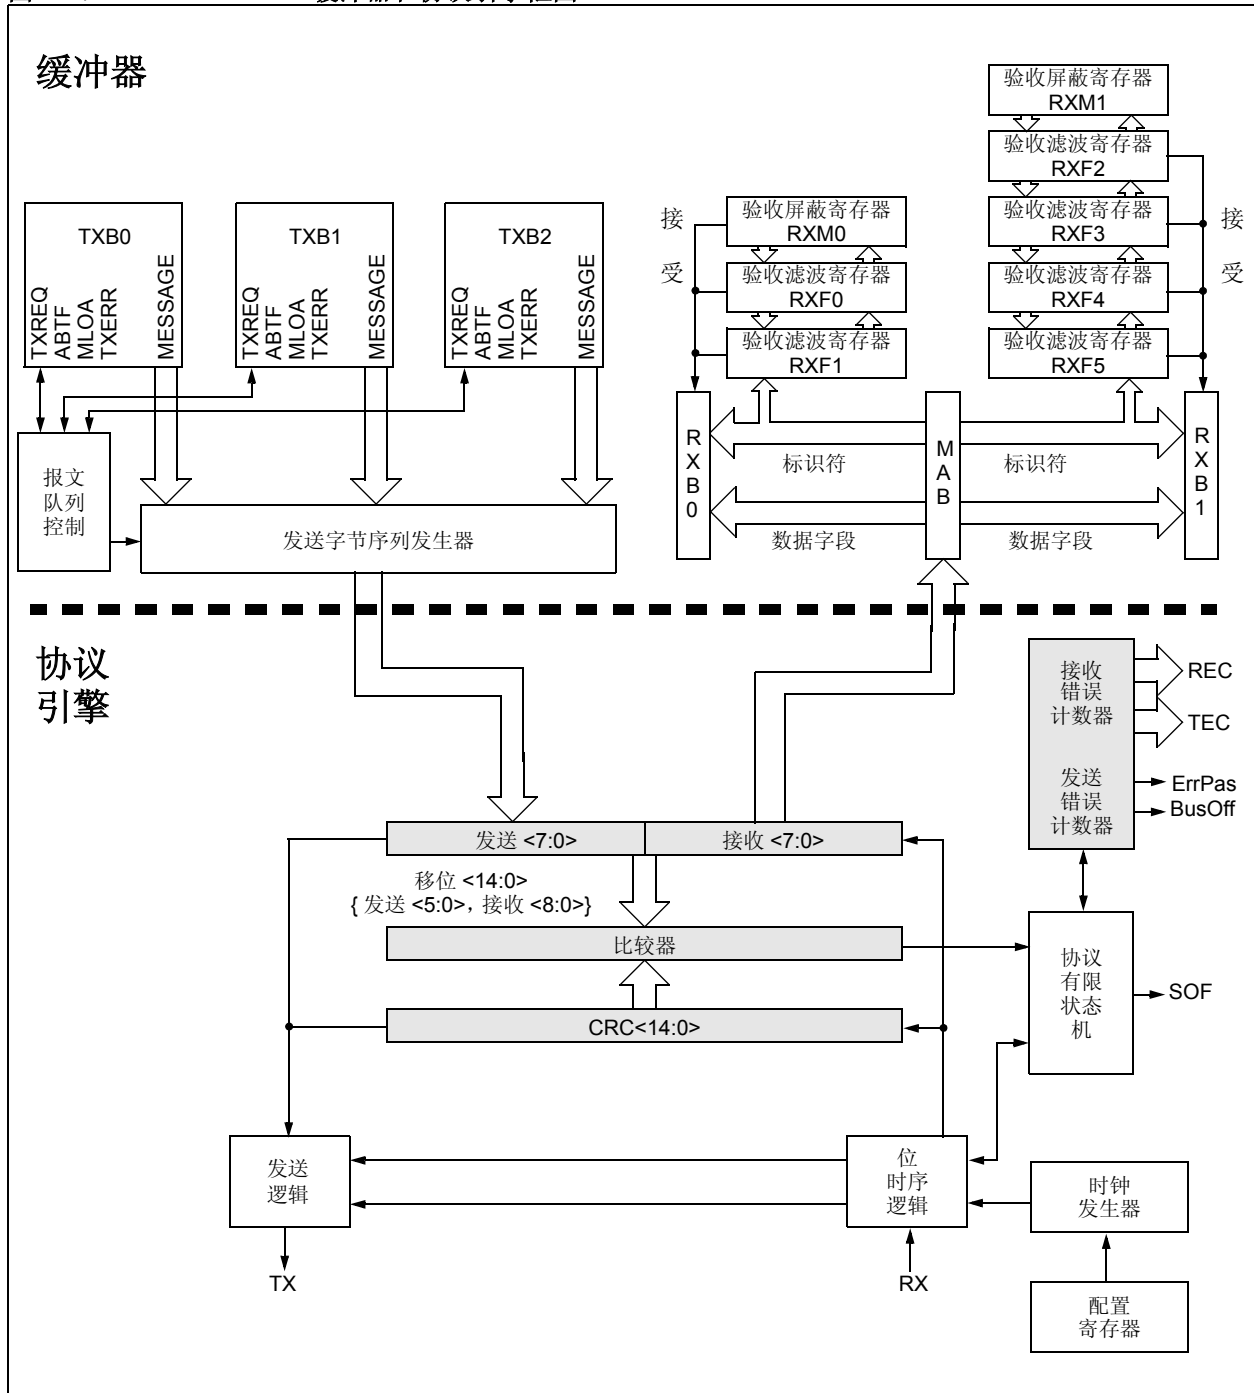 缓冲器
验收屏蔽寄存器
RXM1
验收滤波寄存器
RXF2
验收滤波寄存器
RXF3
验收滤波寄存器
RXF4
验收滤波寄存器
RXF5
接
受
验收屏蔽寄存器
RXM0
验收滤波寄存器
RXF0
验收滤波寄存器
RXF1
接
受
TXB0
TXREQ
ABTF
MLOA
TXERR
MESSAGE
TXB1
TXREQ
ABTF
MLOA
TXERR
MESSAGE
TXB2
TXREQ
ABTF
MLOA
TXERR
MESSAGE
报文
队列
控制
发送字节序列发生器
RXB0
标识符
数据字段
MAB
标识符
数据字段
RXB1
协议
引擎
接收
错误
计数器
REC
TEC
发送
错误
计数器
ErrPas
BusOff
发送 <7:0>
接收 <7:0>
移位 <14:0>
{ 发送 <5:0>，接收 <8:0>}
比较器
CRC<14:0>
协议
有限
状态
机
SOF
发送
逻辑
位
时序
逻辑
时钟
发生器
TX
RX
配置
寄存器